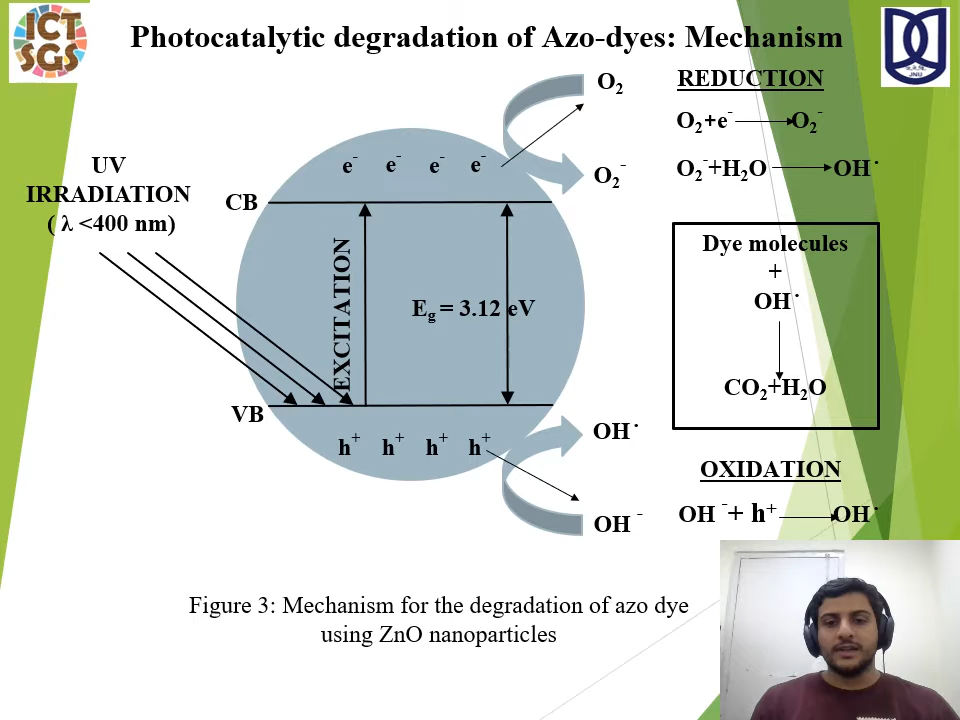 ICT
SGS
Photocatalytic degradation of Azo-dyes: Mechanism
JNU
O₂
REDUCTION
O₂+e⁻ → O₂⁻
e⁻ e⁻ e⁻ e⁻
O₂⁻
O₂⁻+H₂O → OH˙
UV
IRRADIATION
( λ <400 nm)
CB
EXCITATION
E_g = 3.12 eV
Dye molecules
+
OH˙
CO₂+H₂O
VB
h⁺ h⁺ h⁺ h⁺
OH˙
OXIDATION
OH⁻
OH ⁻+ h⁺ → OH˙
Figure 3: Mechanism for the degradation of azo dye
using ZnO nanoparticles